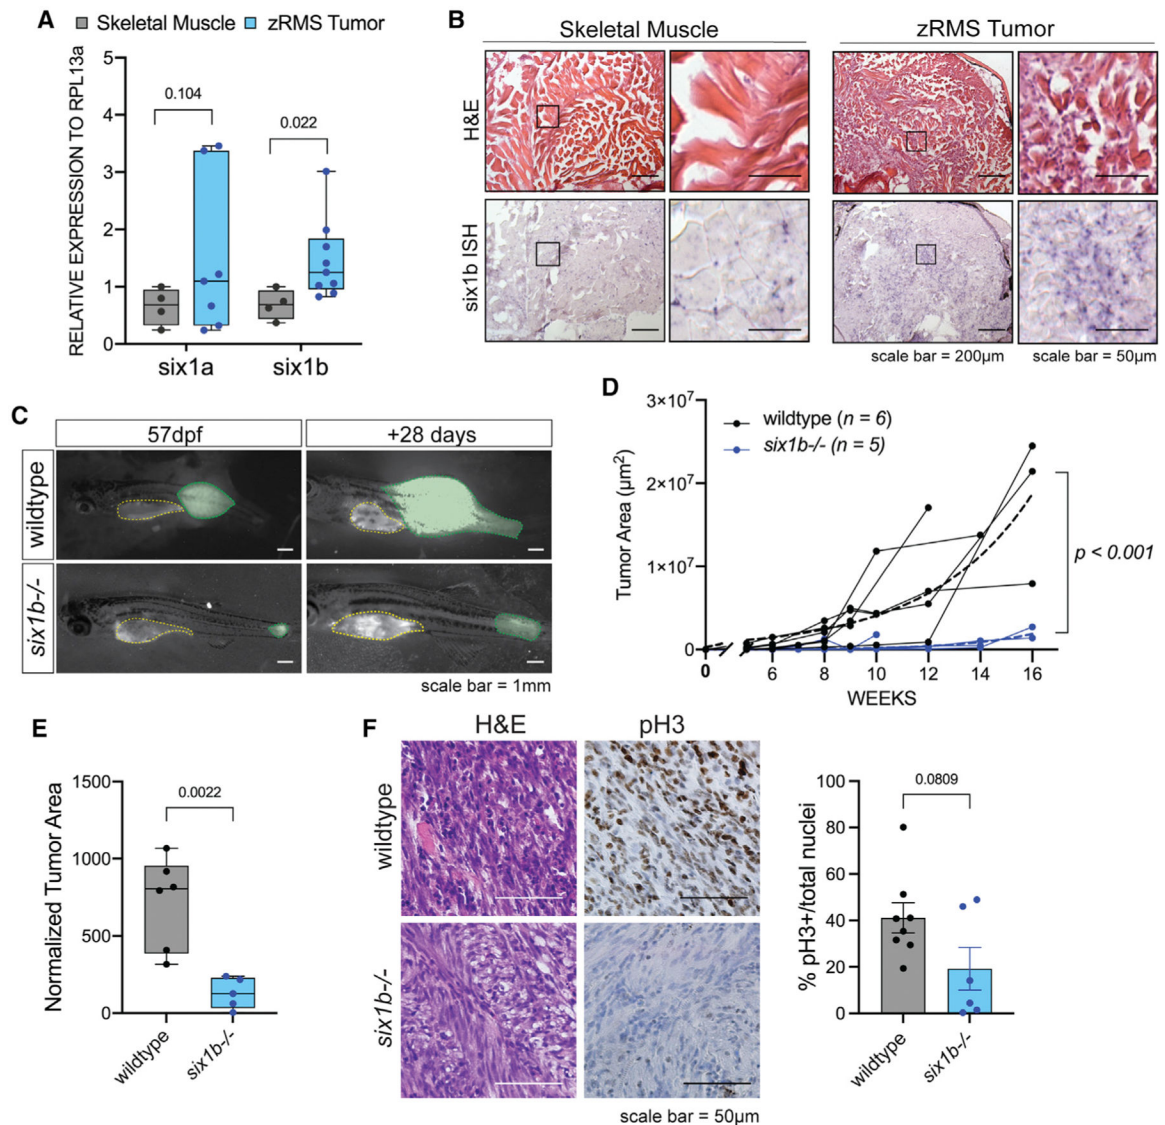 A
Skeletal Muscle
zRMS Tumor
RELATIVE EXPRESSION TO RPL13a
5
4
3
2
1
0
0.104
0.022
six1a
six1b
B
Skeletal Muscle
zRMS Tumor
H&E
six1b ISH
scale bar = 200µm
scale bar = 50µm
C
57dpf
+28 days
wildtype
six1b-/-
scale bar = 1mm
D
Tumor Area (µm²)
3×10⁷
2×10⁷
1×10⁷
0
wildtype (n = 6)
six1b-/- (n = 5)
p < 0.001
0
6
8
10
12
14
16
WEEKS
E
Normalized Tumor Area
1500
1000
500
0
0.0022
wildtype
six1b-/-
F
H&E
pH3
wildtype
six1b-/-
scale bar = 50µm
% pH3+/total nuclei
100
80
60
40
20
0
0.0809
wildtype
six1b-/-